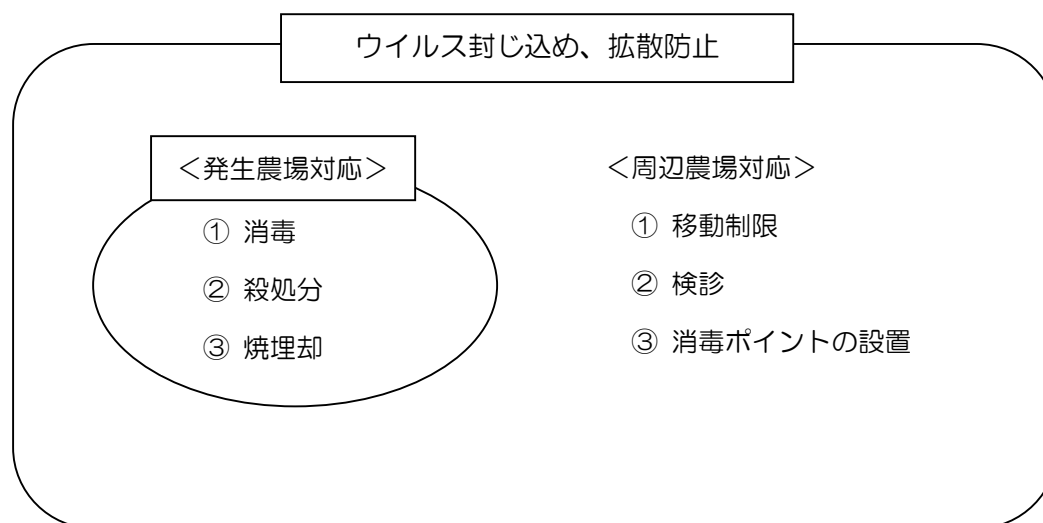 ウイルス封じ込め、拡散防止
＜発生農場対応＞
① 消毒
② 殺処分
③ 焼埋却
＜周辺農場対応＞
① 移動制限
② 検診
③ 消毒ポイントの設置